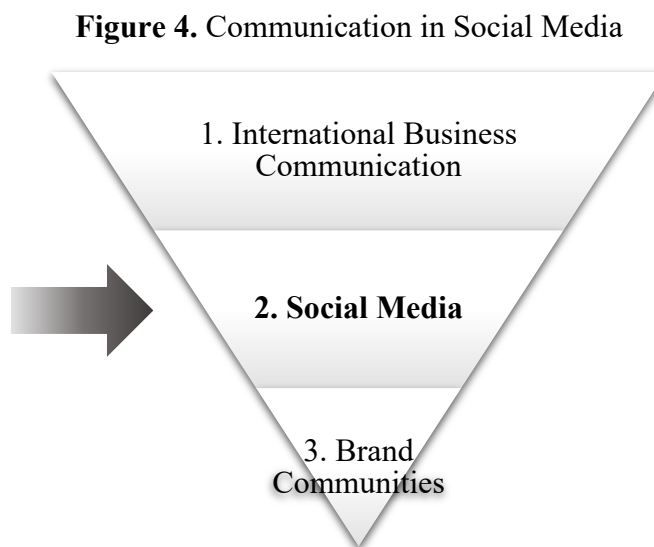 Figure 4. Communication in Social Media
1. International Business
Communication
2. Social Media
3. Brand
Communities